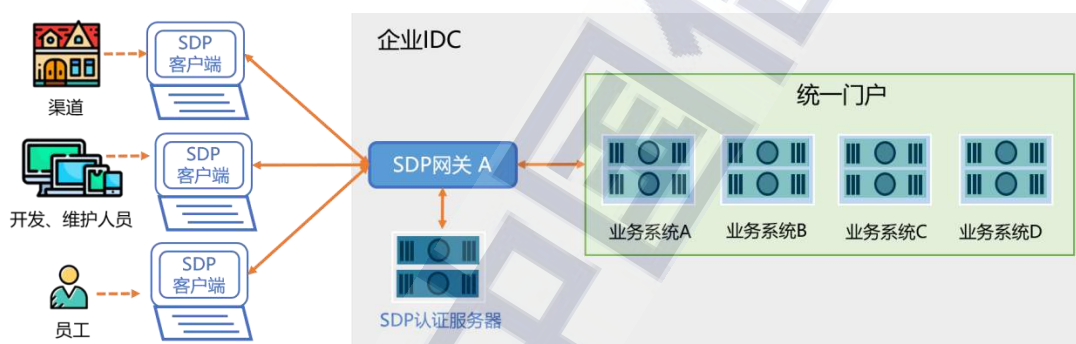 企业IDC
SDP
客户端
渠道
SDP
客户端
开发、维护人员
SDP
客户端
员工
SDP网关 A
SDP认证服务器
统一门户
业务系统A
业务系统B
业务系统C
业务系统D